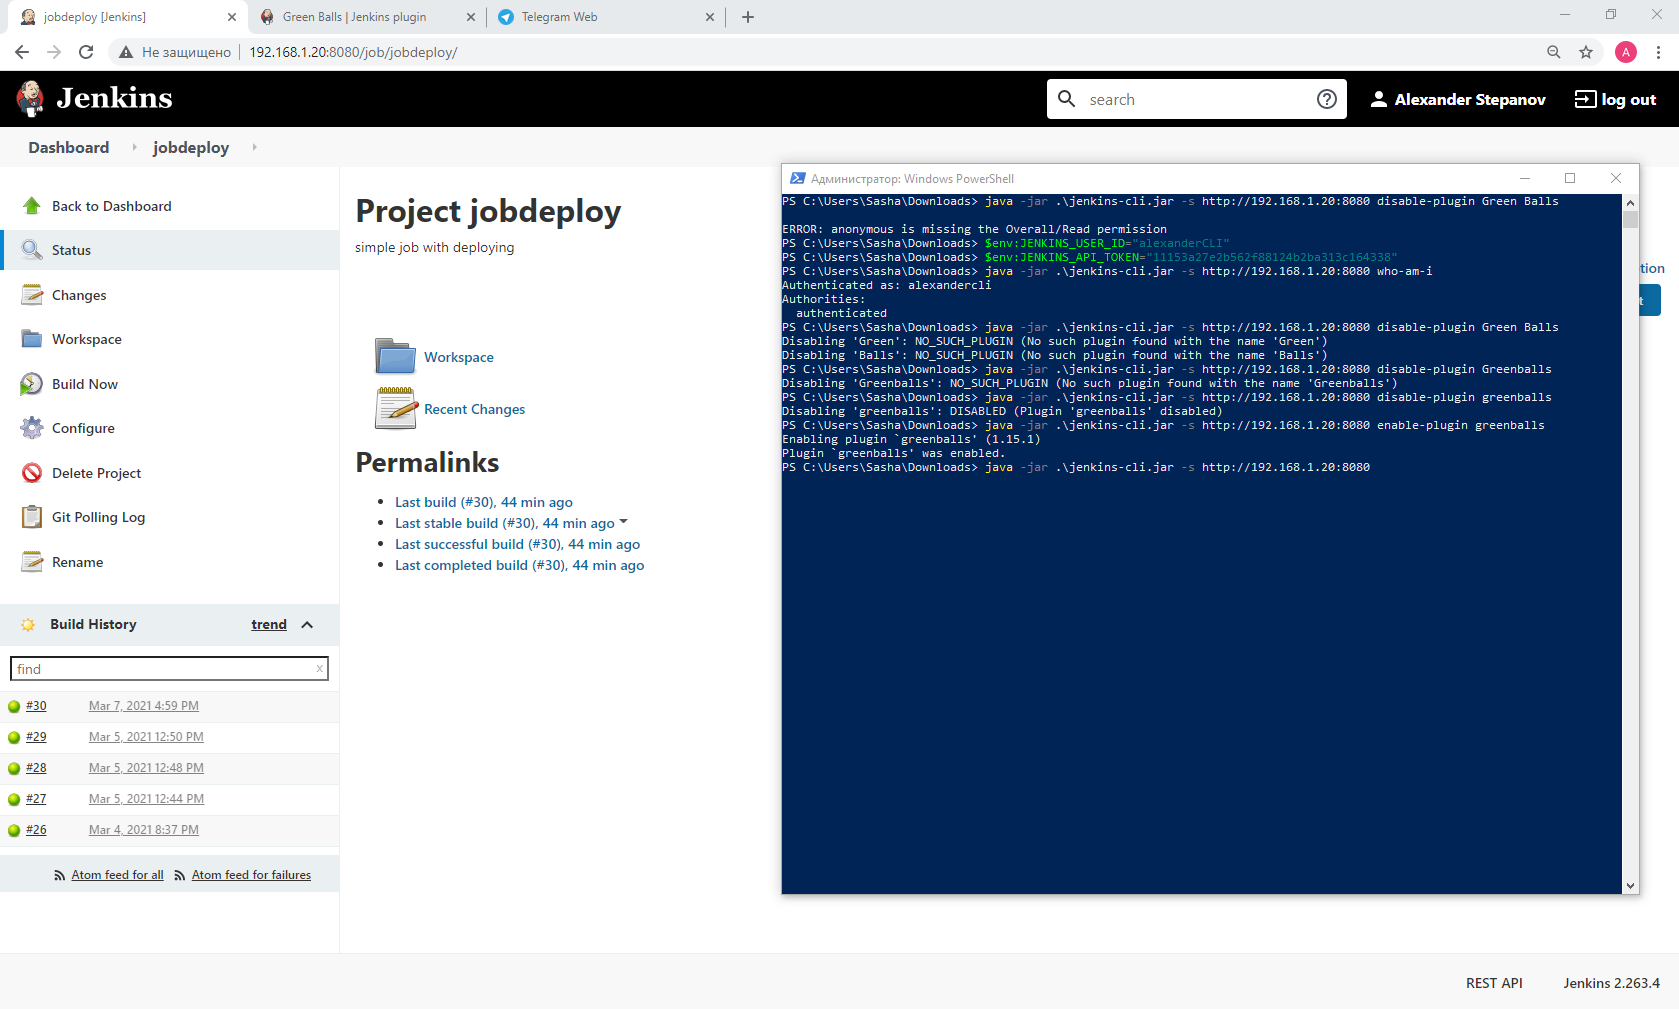 jobdeploy [Jenkins]
Green Balls | Jenkins plugin
Telegram Web
Не защищено
192.168.1.20:8080/job/jobdeploy/
A
Jenkins
search
Alexander Stepanov
log out
Dashboard
jobdeploy
Back to Dashboard
Status
Changes
Workspace
Build Now
Configure
Delete Project
Git Polling Log
Rename
Build History
trend
find
x
#30 Mar 7, 2021 4:59 PM
#29 Mar 5, 2021 12:50 PM
#28 Mar 5, 2021 12:48 PM
#27 Mar 5, 2021 12:44 PM
#26 Mar 4, 2021 8:37 PM
Atom feed for all
Atom feed for failures
Project jobdeploy
simple job with deploying
Workspace
Recent Changes
Permalinks
Last build (#30), 44 min ago
Last stable build (#30), 44 min ago
Last successful build (#30), 44 min ago
Last completed build (#30), 44 min ago
Администратор: Windows PowerShell
PS C:\Users\Sasha\Downloads> java -jar .\jenkins-cli.jar -s http://192.168.1.20:8080 disable-plugin Green Balls
ERROR: anonymous is missing the Overall/Read permission
PS C:\Users\Sasha\Downloads> $env:JENKINS_USER_ID="alexanderCLI"
PS C:\Users\Sasha\Downloads> $env:JENKINS_API_TOKEN="11153a27e2b562f88124b2ba313c164338"
PS C:\Users\Sasha\Downloads> java -jar .\jenkins-cli.jar -s http://192.168.1.20:8080 who-am-i
Authenticated as: alexandercli
Authorities:
authenticated
PS C:\Users\Sasha\Downloads> java -jar .\jenkins-cli.jar -s http://192.168.1.20:8080 disable-plugin Green Balls
Disabling 'Green': NO_SUCH_PLUGIN (No such plugin found with the name 'Green')
Disabling 'Balls': NO_SUCH_PLUGIN (No such plugin found with the name 'Balls')
PS C:\Users\Sasha\Downloads> java -jar .\jenkins-cli.jar -s http://192.168.1.20:8080 disable-plugin Greenballs
Disabling 'Greenballs': NO_SUCH_PLUGIN (No such plugin found with the name 'Greenballs')
PS C:\Users\Sasha\Downloads> java -jar .\jenkins-cli.jar -s http://192.168.1.20:8080 disable-plugin greenballs
Disabling 'greenballs': DISABLED (Plugin 'greenballs' disabled)
PS C:\Users\Sasha\Downloads> java -jar .\jenkins-cli.jar -s http://192.168.1.20:8080 enable-plugin greenballs
Enabling plugin `greenballs' (1.15.1)
Plugin `greenballs' was enabled.
PS C:\Users\Sasha\Downloads> java -jar .\jenkins-cli.jar -s http://192.168.1.20:8080
tion
t
REST API
Jenkins 2.263.4